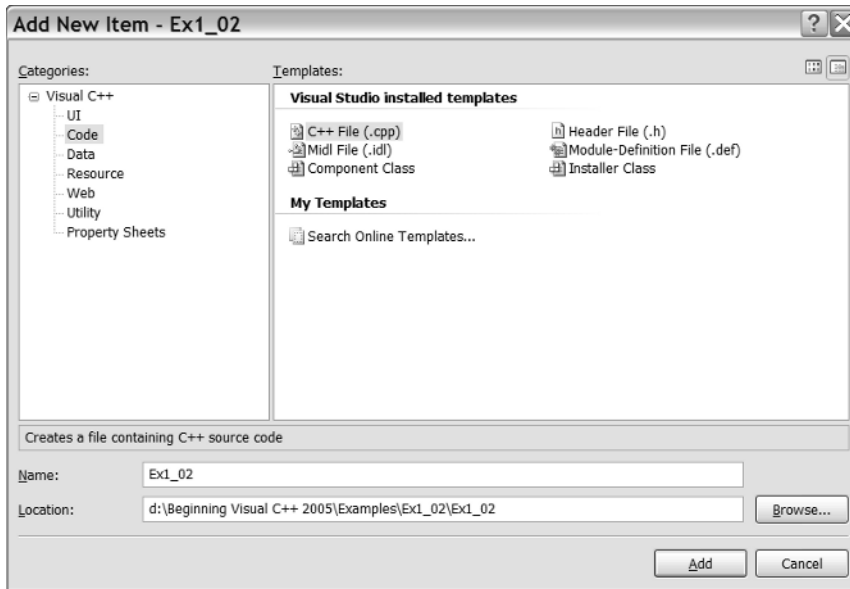 Add New Item - Ex1_02
Categories:
Templates:
Visual C++
UI
Code
Data
Resource
Web
Utility
Property Sheets
Visual Studio installed templates
C++ File (.cpp)
Header File (.h)
Midl File (.idl)
Module-Definition File (.def)
Component Class
Installer Class
My Templates
Search Online Templates...
Creates a file containing C++ source code
Name:
Ex1_02
Location:
d:\Beginning Visual C++ 2005\Examples\Ex1_02\Ex1_02
Browse...
Add
Cancel